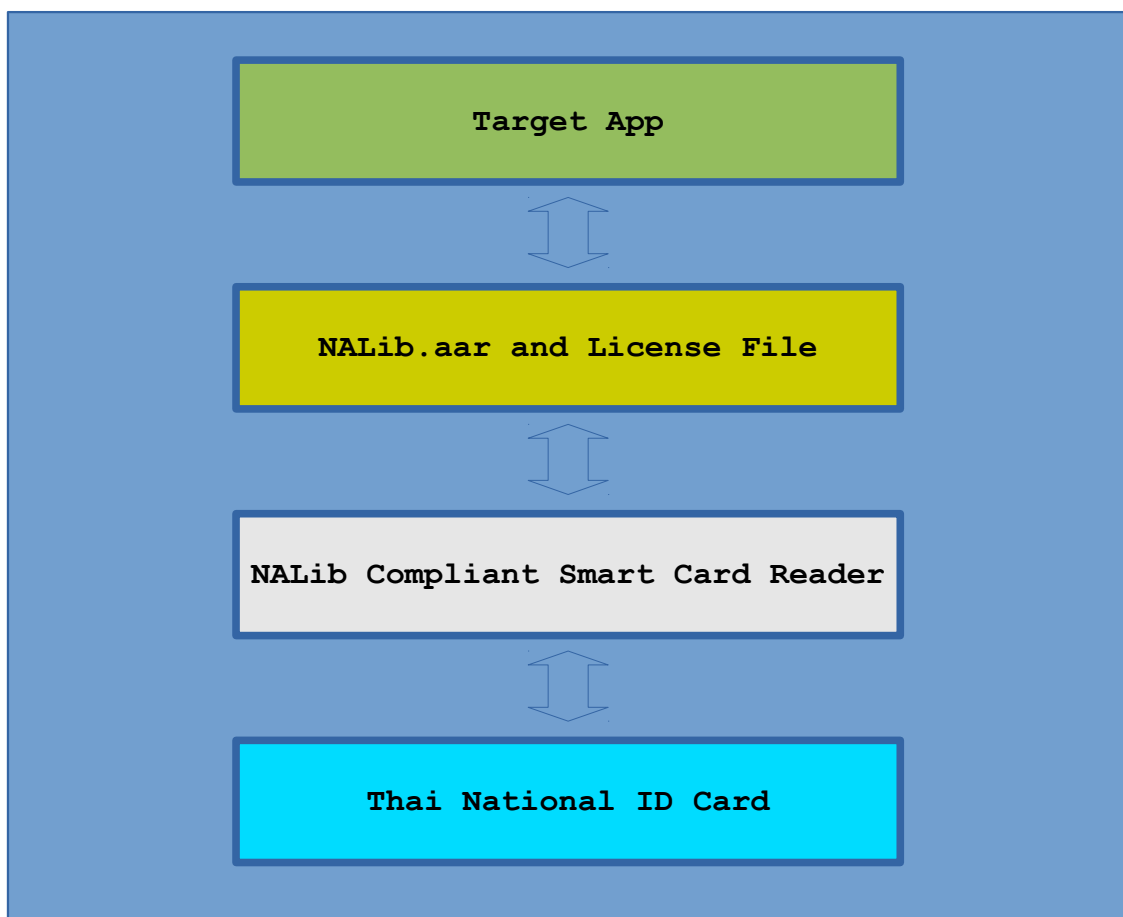 Target App
NALib.aar and License File
NALib Compliant Smart Card Reader
Thai National ID Card